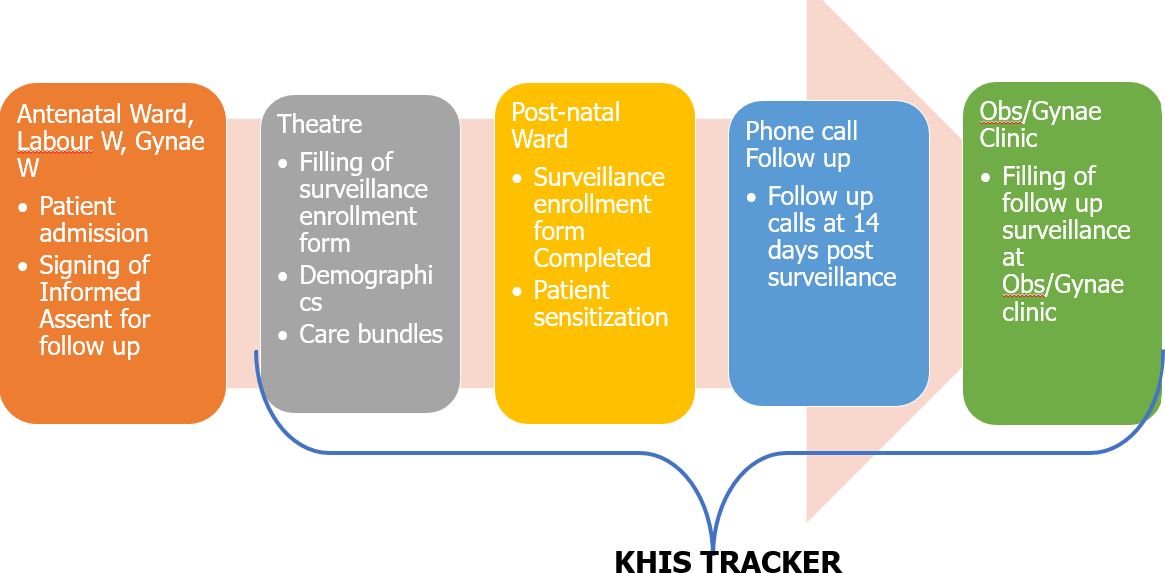 Antenatal Ward,
Labour W, Gynae
W
• Patient
admission
• Signing of
Informed
Assent for
follow up
Theatre
• Filling of
surveillance
enrollment
form
• Demographi
cs
• Care bundles
Post-natal
Ward
• Surveillance
enrollment
form
Completed
• Patient
sensitization
Phone call
Follow up
• Follow up
calls at 14
days post
surveillance
Obs/Gynae
Clinic
• Filling of
follow up
surveillance
at
Obs/Gynae
clinic
KHIS TRACKER